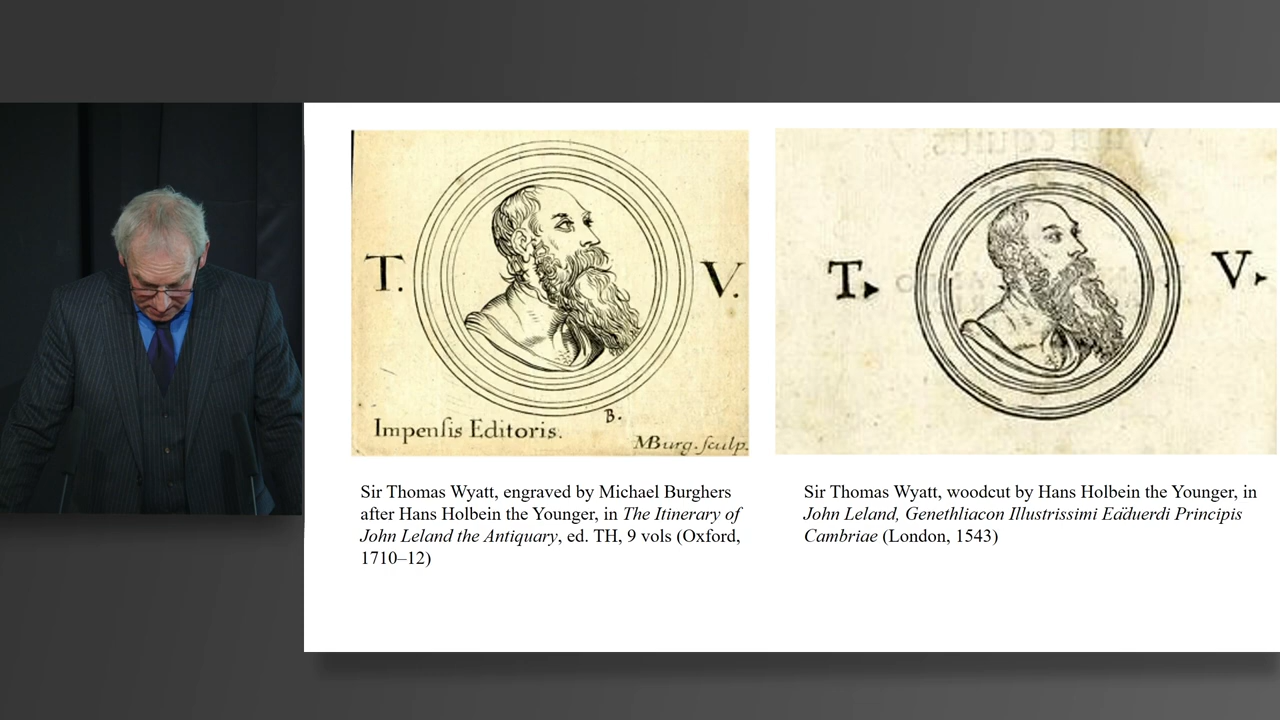 T.
V.
B.
Impenſis Editoris.
MBurg. ſculp.
T.
V.
Sir Thomas Wyatt, engraved by Michael Burghers
after Hans Holbein the Younger, in The Itinerary of
John Leland the Antiquary, ed. TH, 9 vols (Oxford,
1710–12)
Sir Thomas Wyatt, woodcut by Hans Holbein the Younger, in
John Leland, Genethliacon Illustrissimi Eäduerdi Principis
Cambriae (London, 1543)